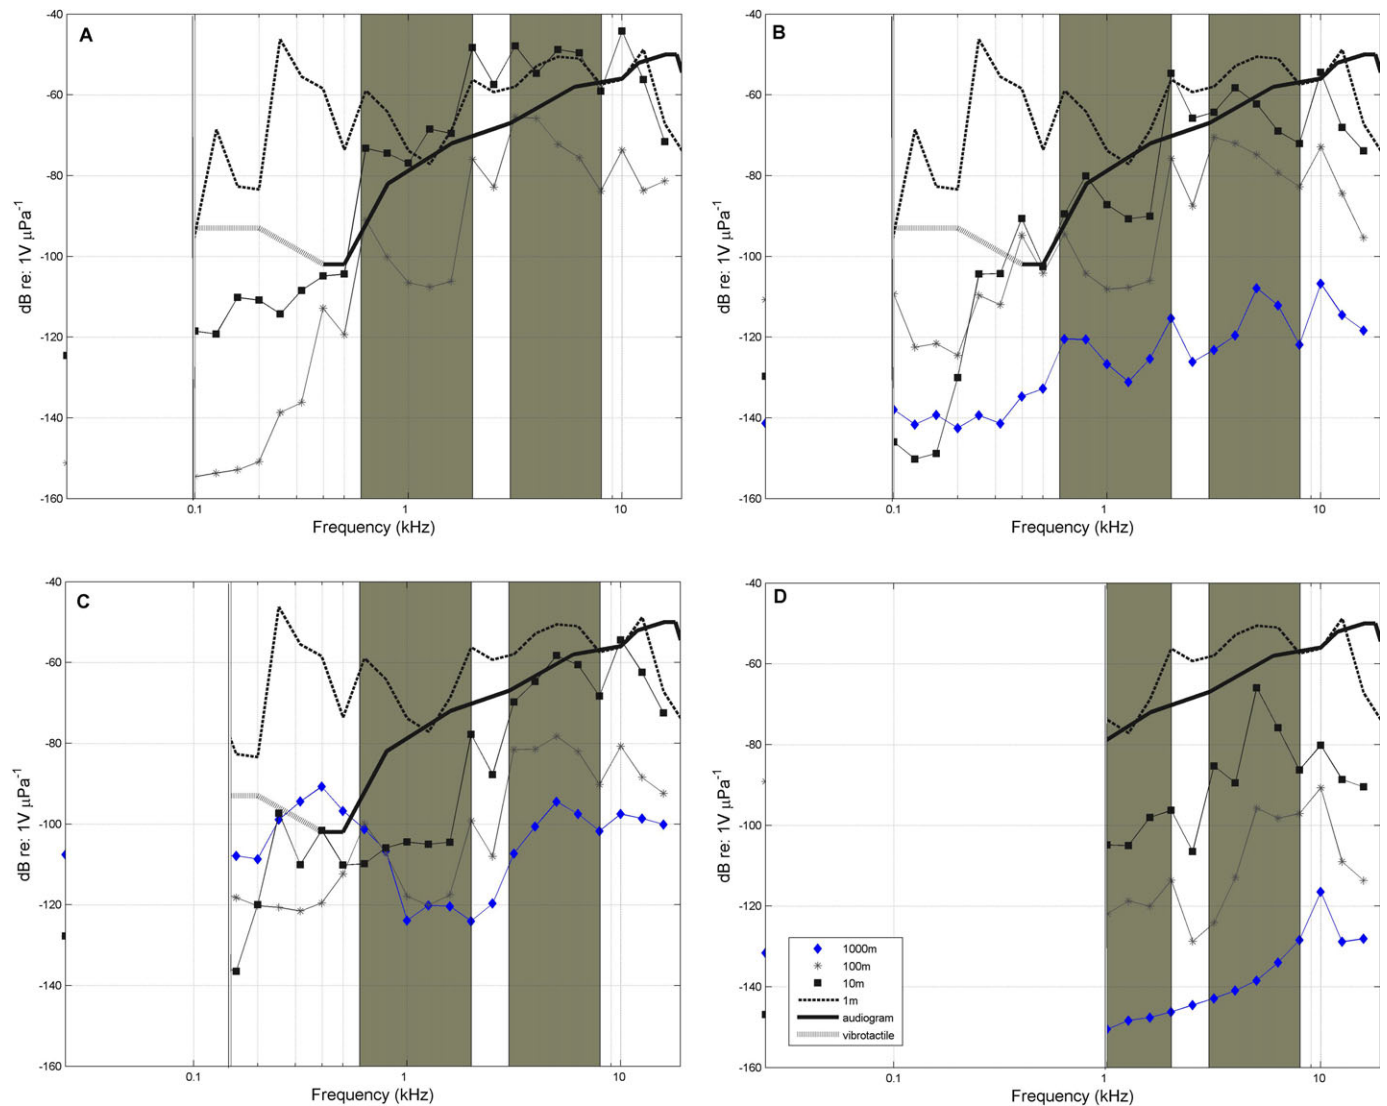 A
-40
-60
-80
-100
-120
-140
-160
dB re: 1V µPa⁻¹
0.1
1
10
Frequency (kHz)
B
-40
-60
-80
-100
-120
-140
-160
dB re: 1V µPa⁻¹
0.1
1
10
Frequency (kHz)
C
-40
-60
-80
-100
-120
-140
-160
dB re: 1V µPa⁻¹
0.1
1
10
Frequency (kHz)
D
-40
-60
-80
-100
-120
-140
-160
dB re: 1V µPa⁻¹
1000m
100m
10m
1m
audiogram
vibrotactile
0.1
1
10
Frequency (kHz)